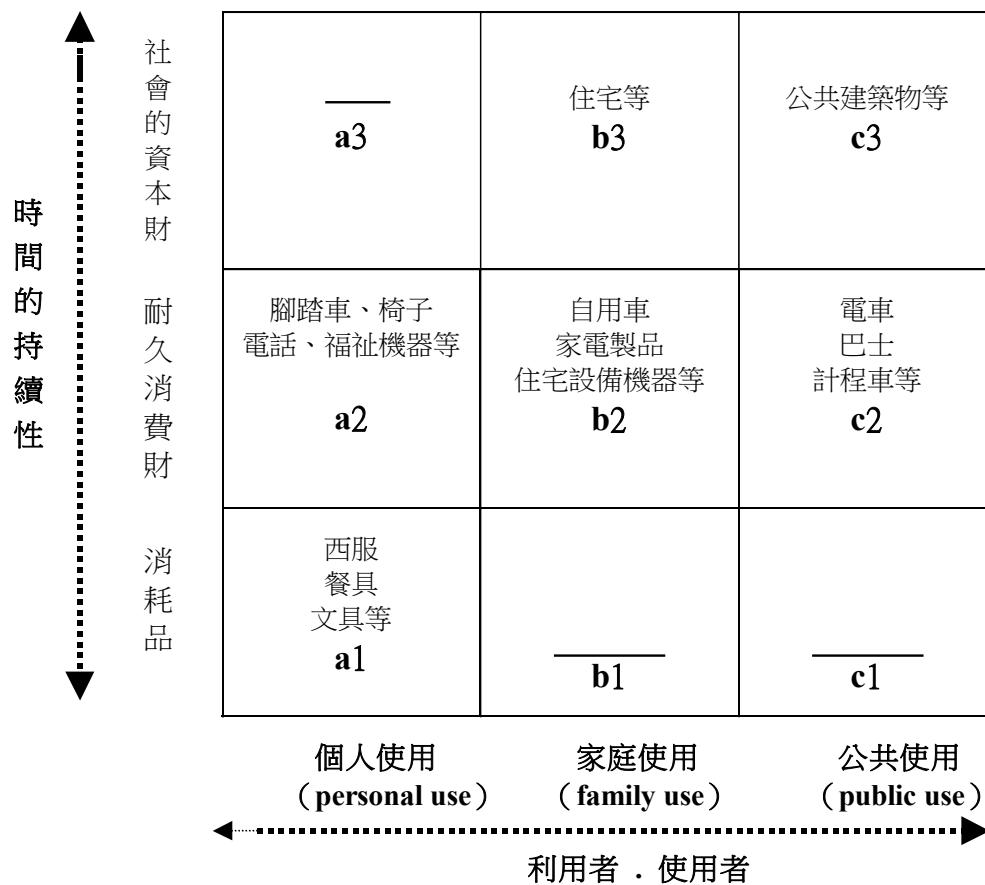 時間的持續性
社會的資本財
a3
住宅等
b3
公共建築物等
c3
耐久消費財
腳踏車、椅子
電話、福祉機器等
a2
自用車
家電製品
住宅設備機器等
b2
電車
巴士
計程車等
c2
消耗品
西服
餐具
文具等
a1
b1
c1
個人使用
（personal use）
家庭使用
（family use）
公共使用
（public use）
利用者．使用者